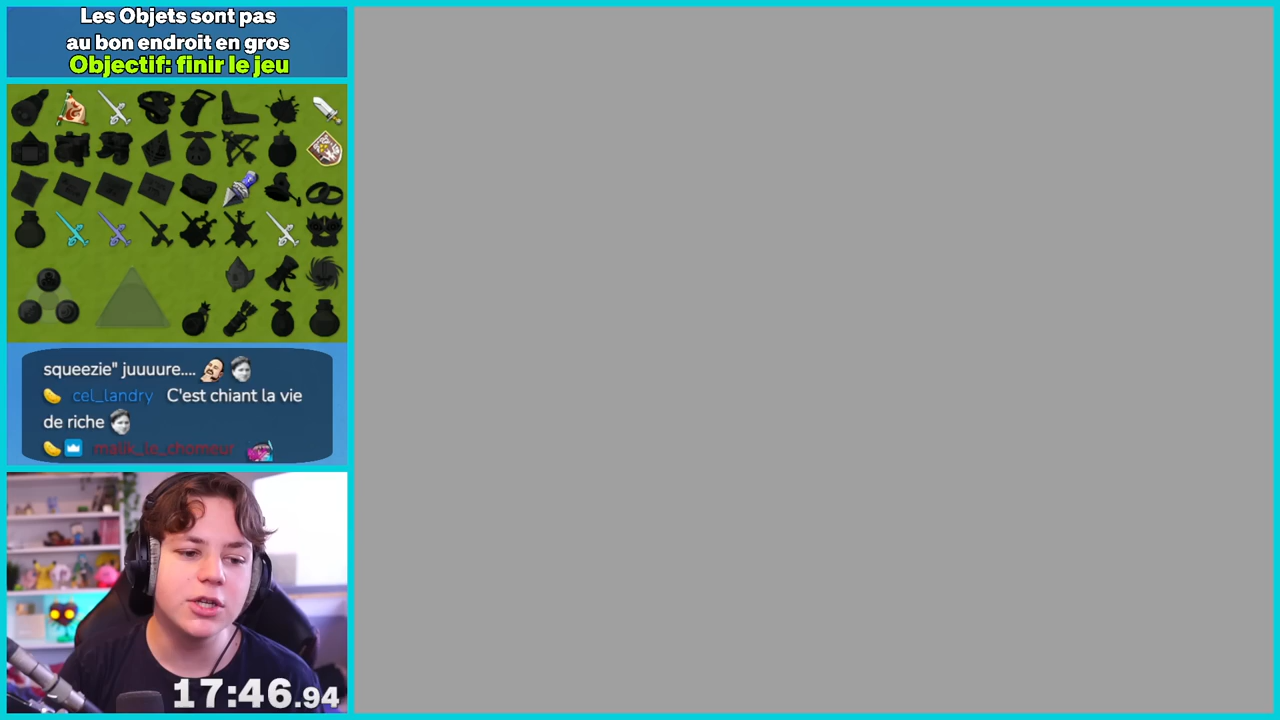 Les Objets sont pas
au bon endroit en gros
Objectif: finir le jeu
squeezie" juuuure....
cel_landry C'est chiant la vie
de riche
malik_le_chomeur
17:46.94